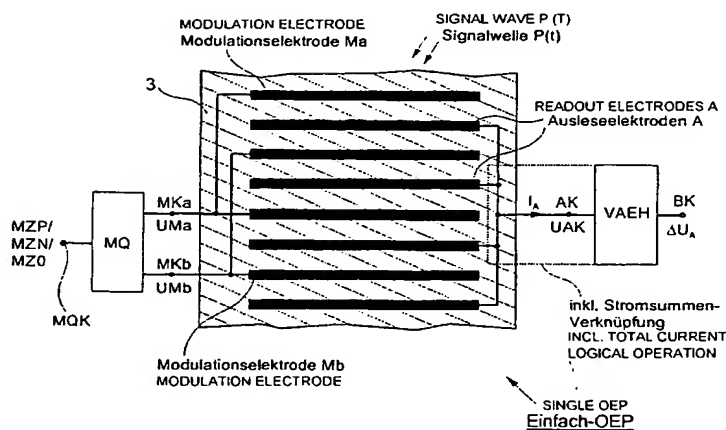 MODULATION ELECTRODE
Modulationselektrode Ma
SIGNAL WAVE P (T)
Signalwelle P(t)
3
READOUT ELECTRODES A
Ausleseelektroden A
MZP/
MZN/
MZ0
MQ
MKa
UMa
MKb
UMb
MQK
I_A
AK
UAK
VAEH
BK
ΔU_A
inkl. Stromsummen-
Verknüpfung
INCL. TOTAL CURRENT
LOGICAL OPERATION
Modulationselektrode Mb
MODULATION ELECTRODE
SINGLE OEP
Einfach-OEP